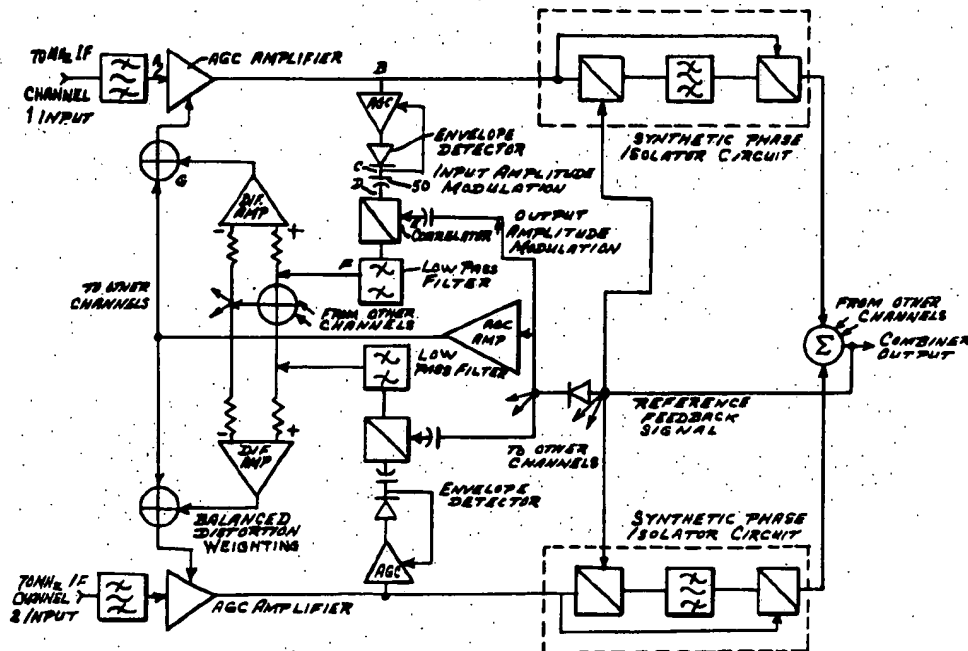 70MHz IF
CHANNEL
1 INPUT
A
AGC AMPLIFIER
B
AGC
ENVELOPE
DETECTOR
C
INPUT AMPLITUDE
MODULATION
D
50
E
CORRELATOR
OUTPUT
AMPLITUDE
MODULATION
F
LOW PASS
FILTER
G
DIF.
AMP
-
+
TO OTHER
CHANNELS
FROM OTHER
CHANNELS
AGC
AMP
LOW
PASS FILTER
SYNTHETIC PHASE
ISOLATOR CIRCUIT
FROM OTHER
CHANNELS
Σ
COMBINER
OUTPUT
REFERENCE
FEEDBACK
SIGNAL
TO OTHER
CHANNELS
-
+
DIF.
AMP
BALANCED
DISTORTION
WEIGHTING
ENVELOPE
DETECTOR
AGC
SYNTHETIC PHASE
ISOLATOR CIRCUIT
70MHz IF
CHANNEL
2 INPUT
AGC AMPLIFIER